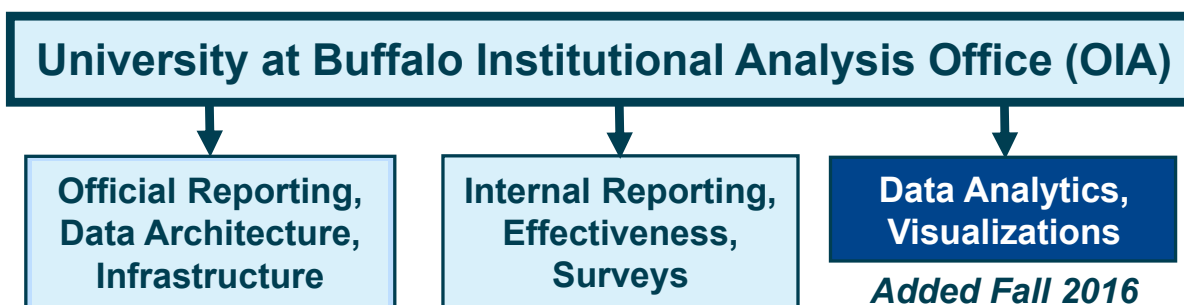 University at Buffalo Institutional Analysis Office (OIA)
Official Reporting,
Data Architecture,
Infrastructure
Internal Reporting,
Effectiveness,
Surveys
Data Analytics,
Visualizations
Added Fall 2016